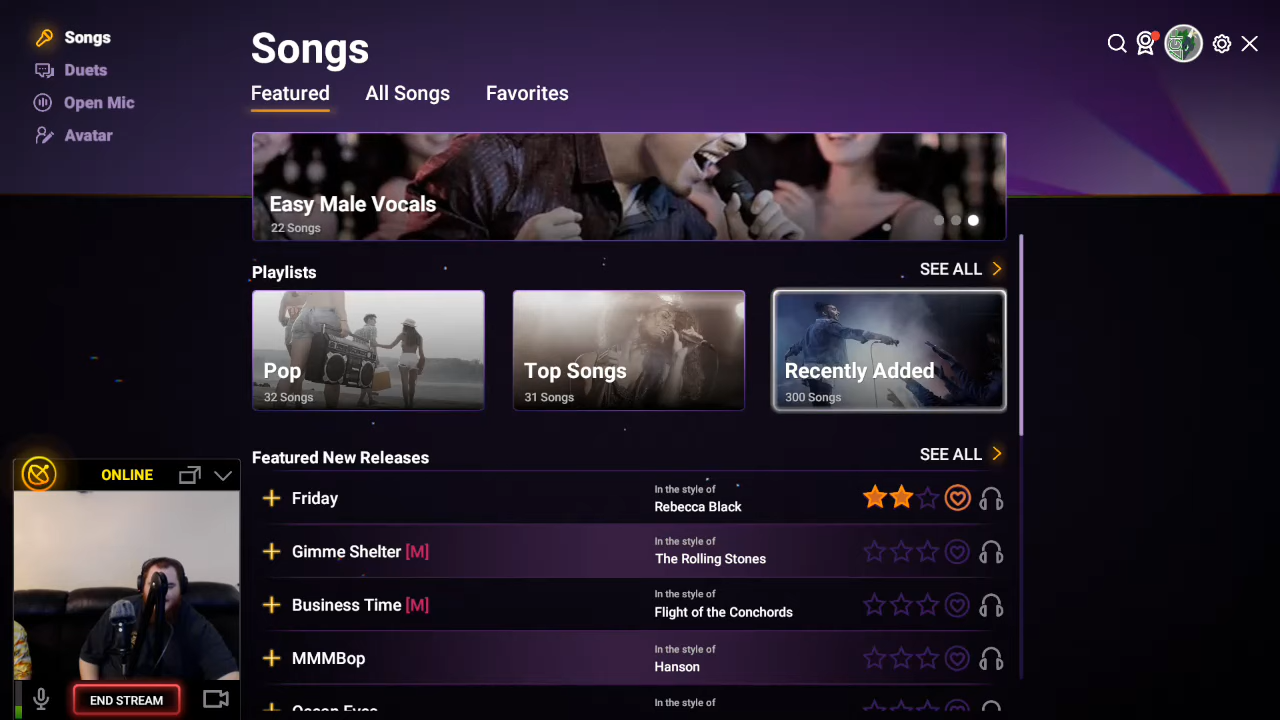 Songs
Duets
Open Mic
Avatar
Songs
Featured
All Songs
Favorites
Easy Male Vocals
22 Songs
Playlists
SEE ALL
Pop
32 Songs
Top Songs
31 Songs
Recently Added
300 Songs
Featured New Releases
SEE ALL
Friday
In the style of
Rebecca Black
Gimme Shelter [M]
In the style of
The Rolling Stones
Business Time [M]
In the style of
Flight of the Conchords
MMMBop
In the style of
Hanson
Ocean Eyes
In the style of
ONLINE
END STREAM